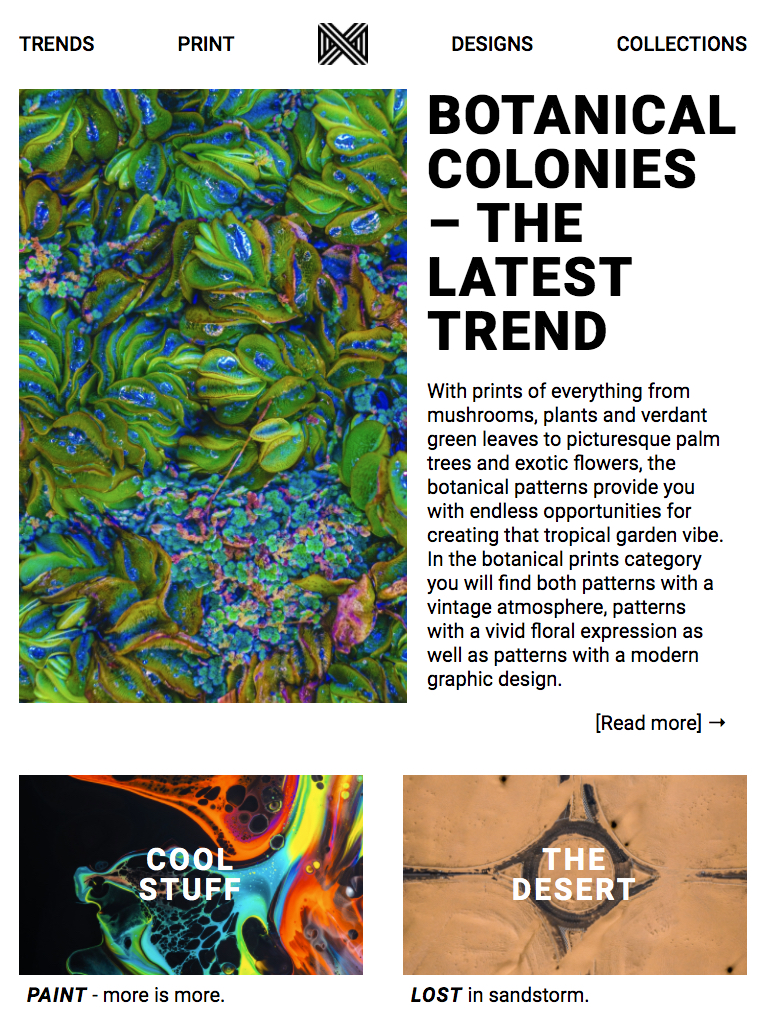 TRENDS PRINT DESIGNS COLLECTIONS
BOTANICAL
COLONIES
– THE
LATEST
TREND
With prints of everything from
mushrooms, plants and verdant
green leaves to picturesque palm
trees and exotic flowers, the
botanical patterns provide you
with endless opportunities for
creating that tropical garden vibe.
In the botanical prints category
you will find both patterns with a
vintage atmosphere, patterns
with a vivid floral expression as
well as patterns with a modern
graphic design.
[Read more] →
COOL
STUFF
PAINT - more is more.
THE
DESERT
LOST in sandstorm.